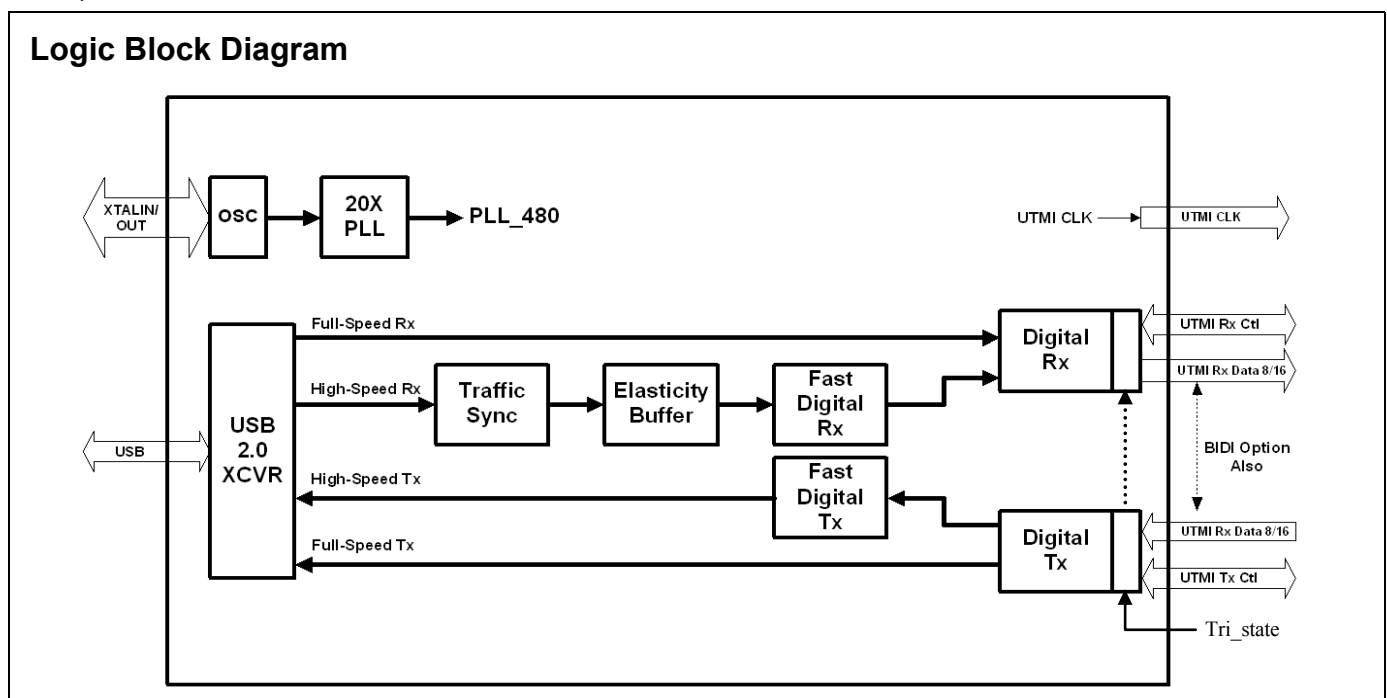 Logic Block Diagram
XTALIN/
OUT
OSC
20X
PLL
PLL_480
UTMI CLK
UTMI CLK
Full-Speed Rx
Digital
Rx
UTMI Rx Ctl
UTMI Rx Data 8/16
High-Speed Rx
Traffic
Sync
Elasticity
Buffer
Fast
Digital
Rx
USB
USB
2.0
XCVR
BIDI Option
Also
High-Speed Tx
Fast
Digital
Tx
Full-Speed Tx
Digital
Tx
UTMI Rx Data 8/16
UTMI Tx Ctl
Tri_state